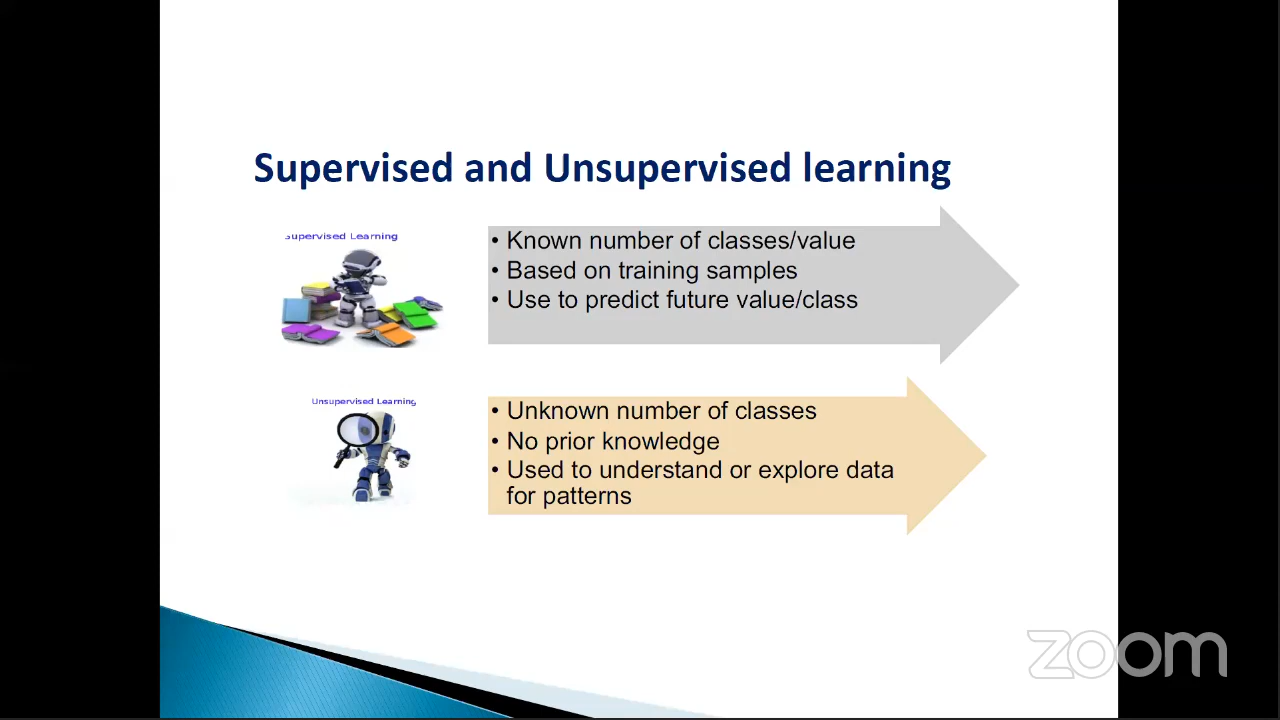 Supervised and Unsupervised learning
Supervised Learning
• Known number of classes/value
• Based on training samples
• Use to predict future value/class
Unsupervised Learning
• Unknown number of classes
• No prior knowledge
• Used to understand or explore data
for patterns
zoom